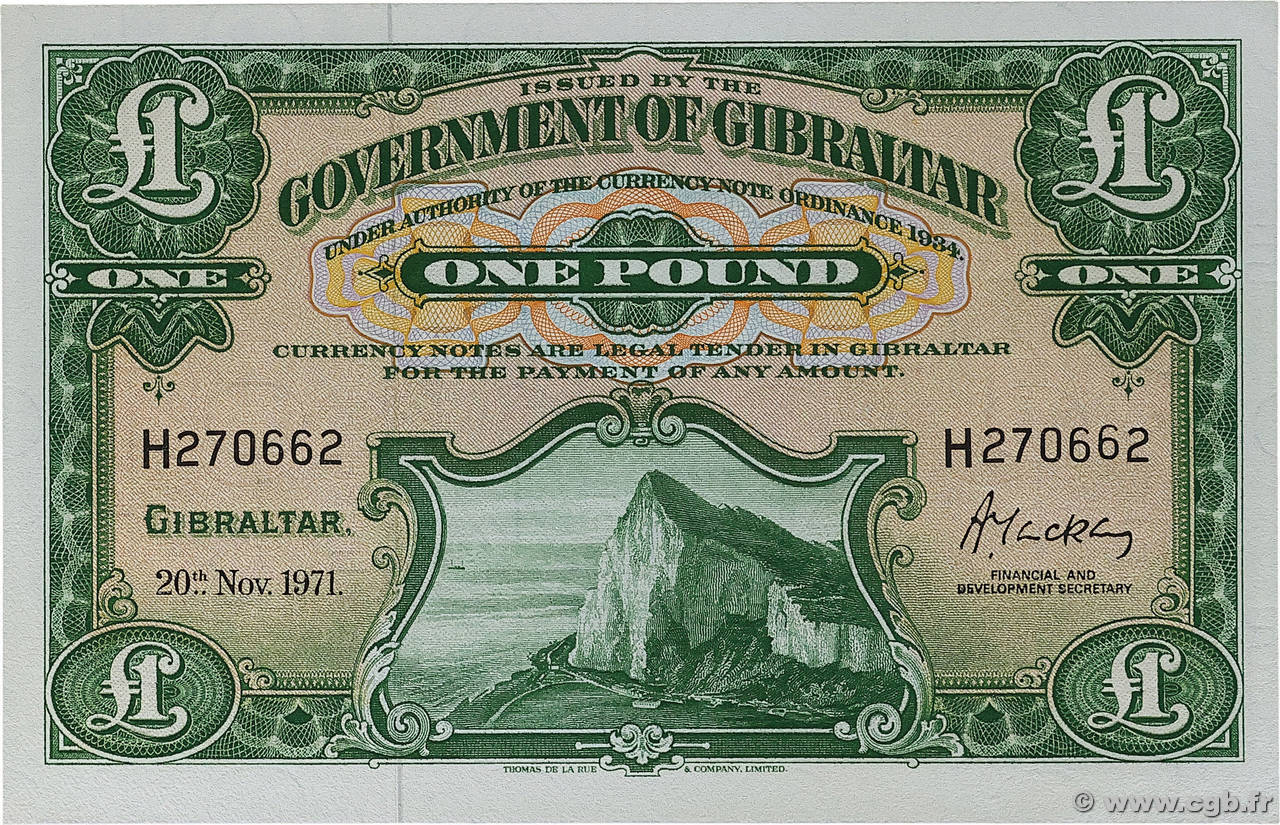 £1
£1
ISSUED BY THE
GOVERNMENT OF GIBRALTAR
UNDER AUTHORITY OF THE CURRENCY NOTE ORDINANCE 1934.
ONE
ONE POUND
ONE
CURRENCY NOTES ARE LEGAL TENDER IN GIBRALTAR
FOR THE PAYMENT OF ANY AMOUNT.
H270662
H270662
GIBRALTAR,
20th. Nov. 1971.
FINANCIAL AND
DEVELOPMENT SECRETARY
£1
£1
THOMAS DE LA RUE & COMPANY, LIMITED.
© www.cgb.fr